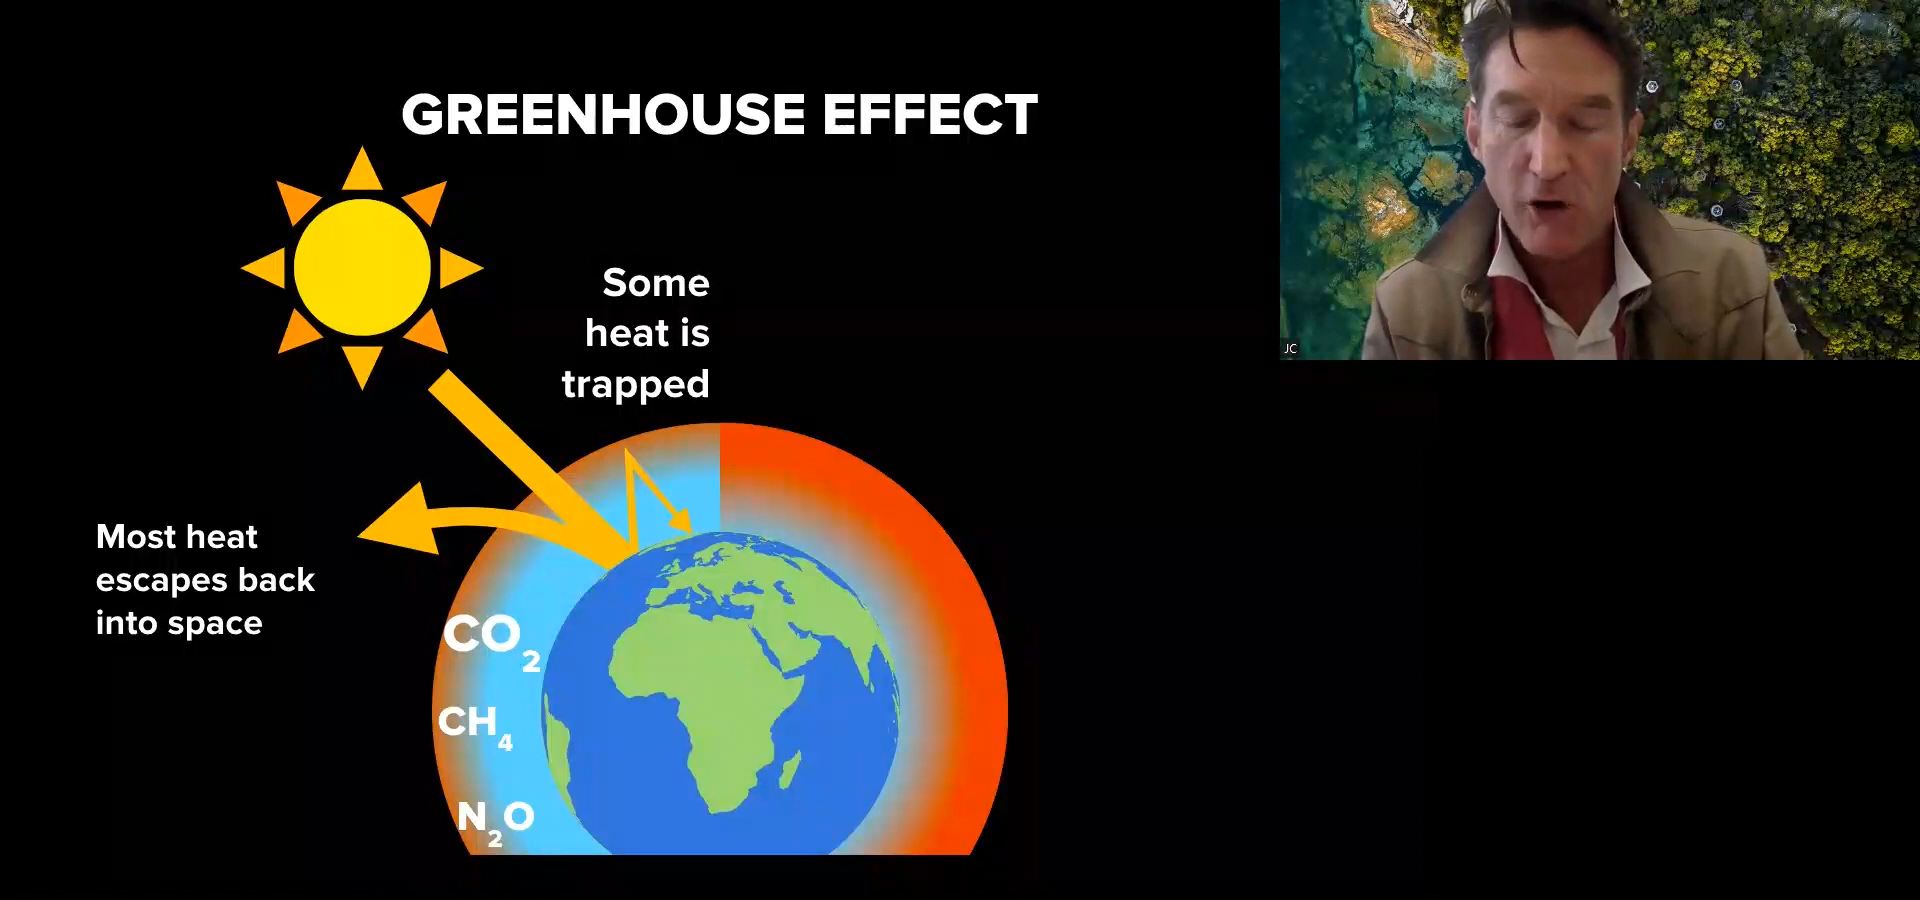 GREENHOUSE EFFECT
Some
heat is
trapped
Most heat
escapes back
into space
CO₂
CH₄
N₂O
JC